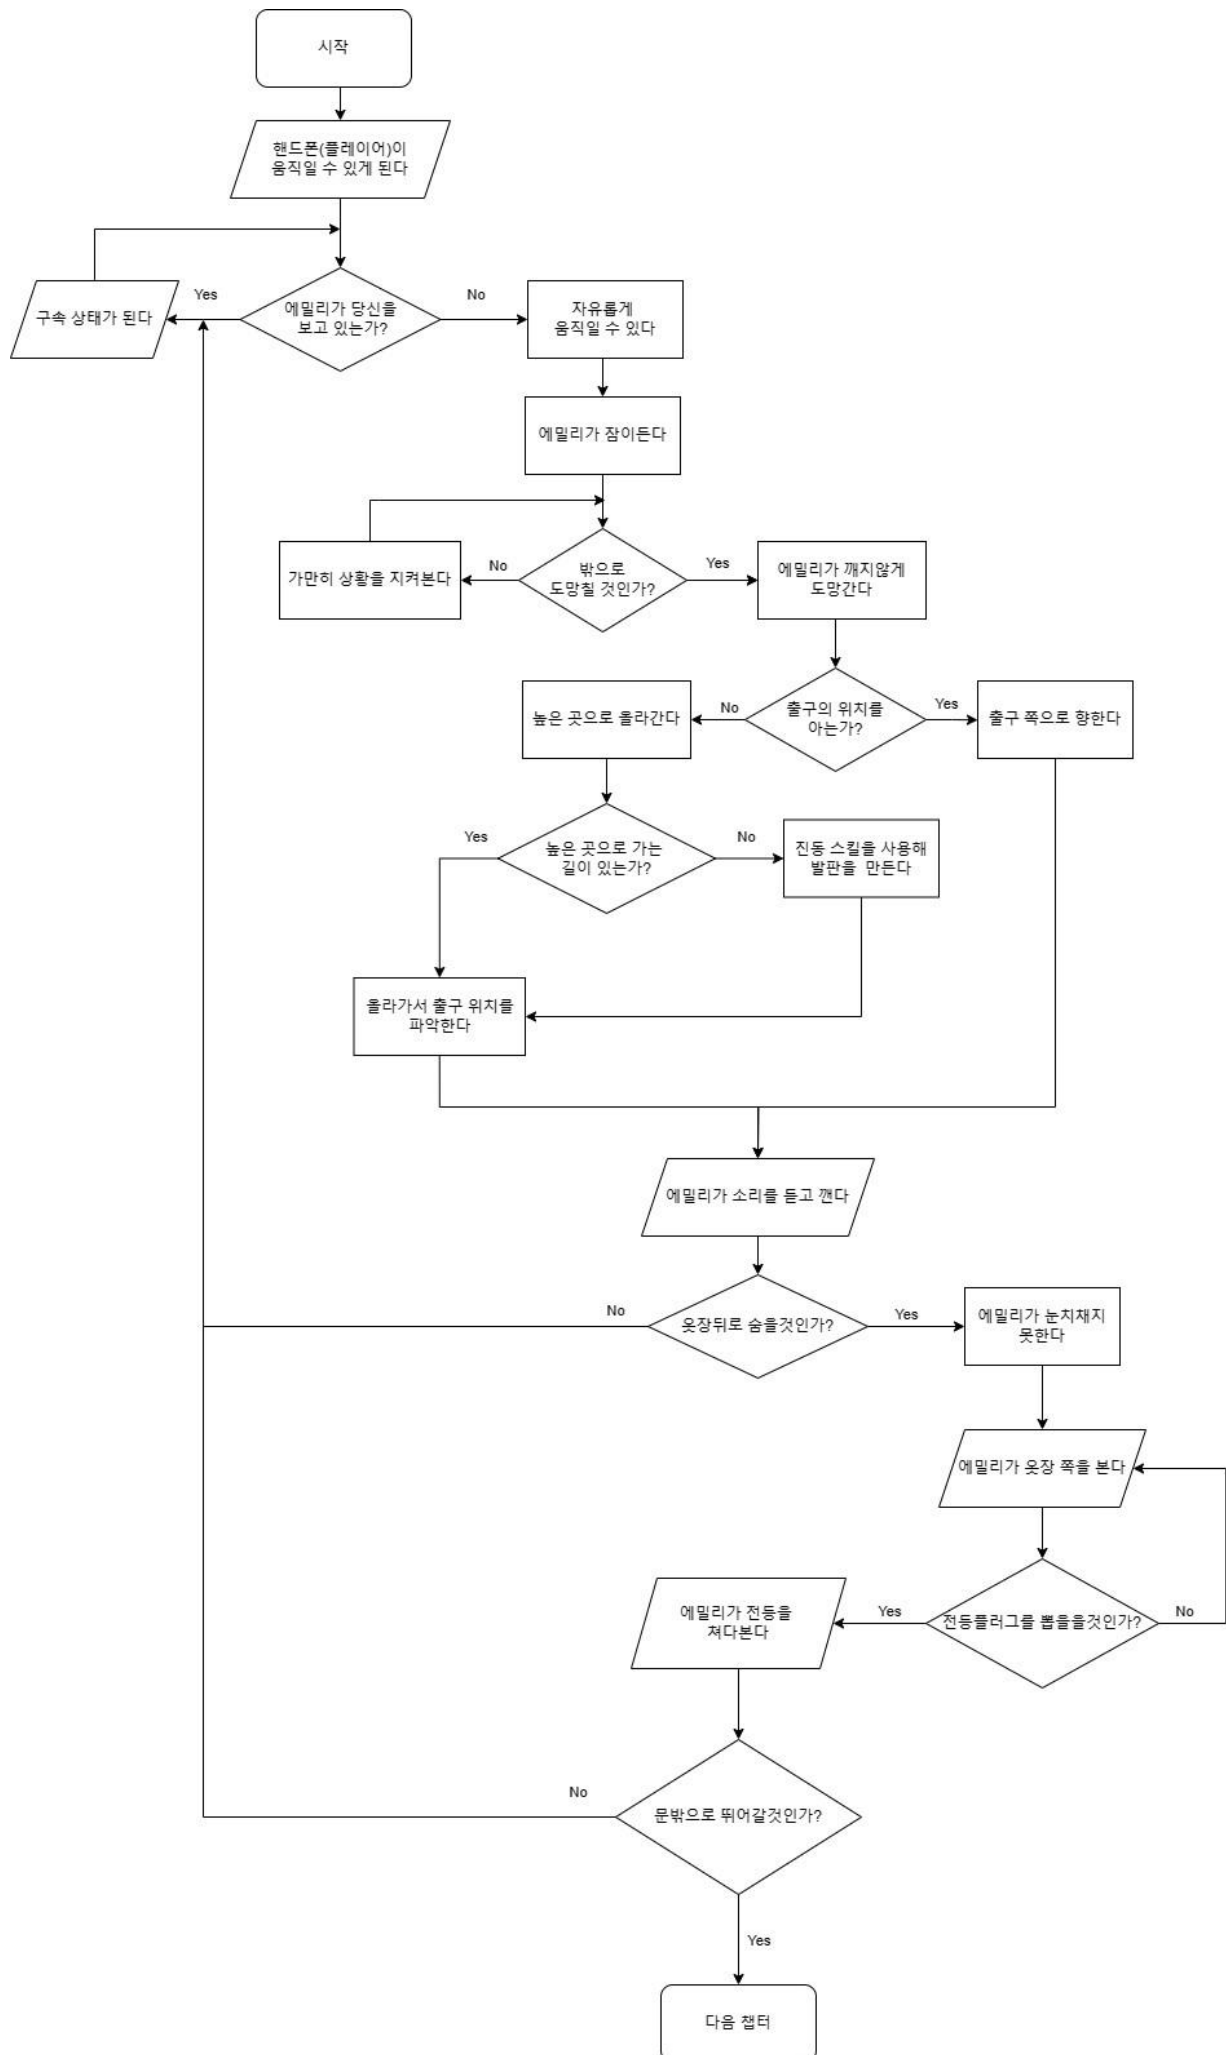 시작
핸드폰(플레이어)이
움직일 수 있게 된다
Yes
에밀리가 당신을
보고 있는가?
No
구속 상태가 된다
자유롭게
움직일 수 있다
에밀리가 잠이든다
가만히 상황을 지켜본다
No
밖으로
도망칠 것인가?
Yes
에밀리가 깨지않게
도망간다
높은 곳으로 올라간다
No
출구의 위치를
아는가?
Yes
출구 쪽으로 향한다
Yes
높은 곳으로 가는
길이 있는가?
No
진동 스킬을 사용해
발판을 만든다
올라가서 출구 위치를
파악한다
에밀리가 소리를 듣고 깬다
No
옷장뒤로 숨을것인가?
Yes
에밀리가 눈치채지
못한다
에밀리가 옷장 쪽을 본다
에밀리가 전등을
쳐다본다
Yes
전등플러그를 뽑을을것인가?
No
No
문밖으로 뛰어갈것인가?
Yes
다음 챕터